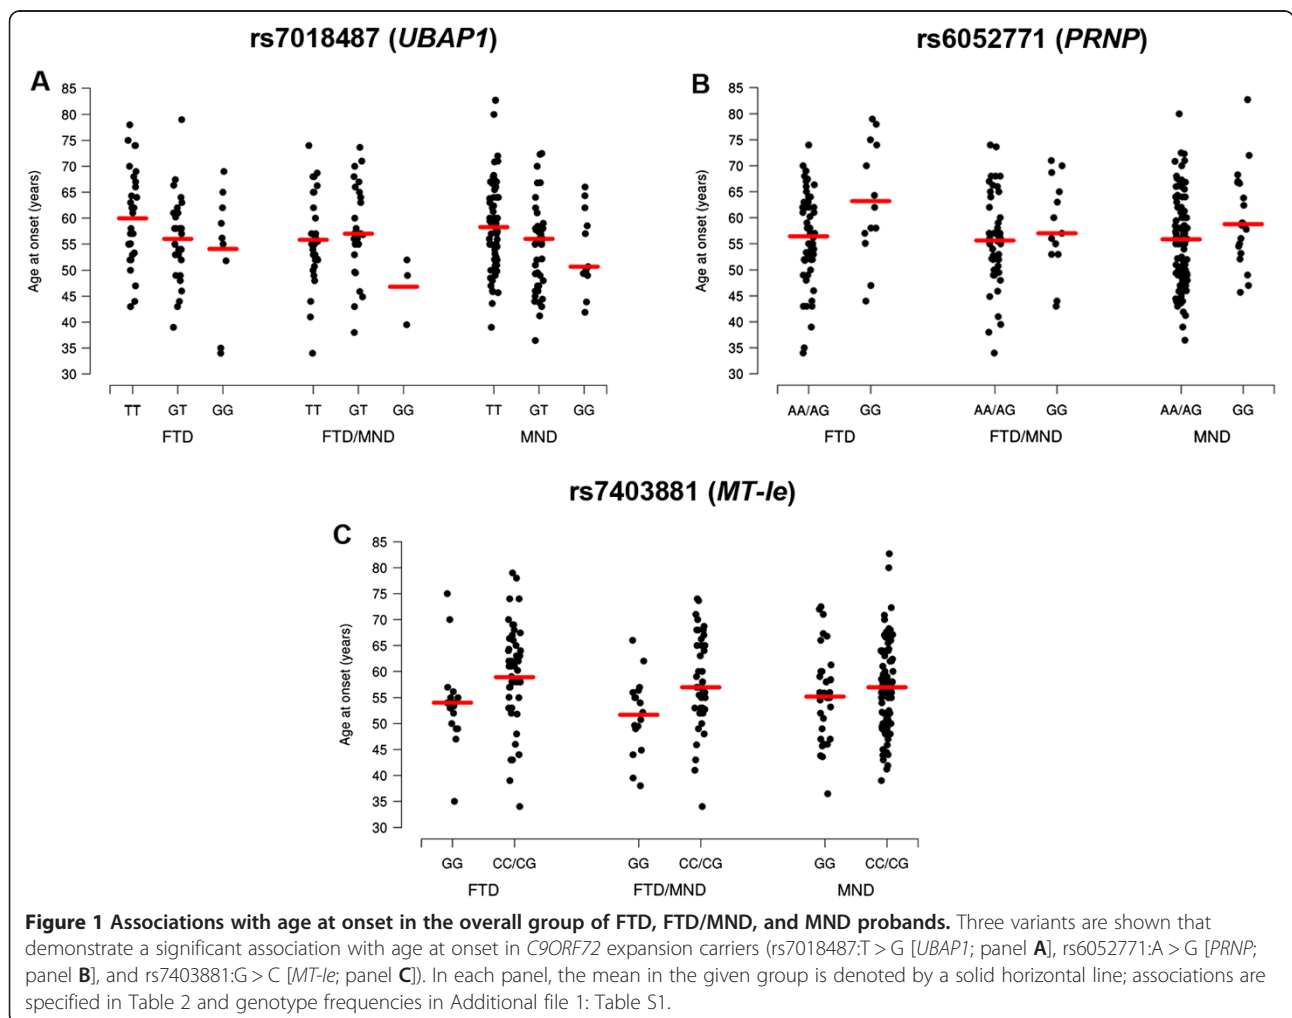 rs7018487 (UBAP1)
A
Age at onset (years)
85
80
75
70
65
60
55
50
45
40
35
30
TT GT GG TT GT GG TT GT GG
FTD FTD/MND MND
rs6052771 (PRNP)
B
Age at onset (years)
85
80
75
70
65
60
55
50
45
40
35
30
AA/AG GG AA/AG GG AA/AG GG
FTD FTD/MND MND
rs7403881 (MT-Ie)
C
Age at onset (years)
85
80
75
70
65
60
55
50
45
40
35
30
GG CC/CG GG CC/CG GG CC/CG
FTD FTD/MND MND
Figure 1 Associations with age at onset in the overall group of FTD, FTD/MND, and MND probands. Three variants are shown that
demonstrate a significant association with age at onset in C9ORF72 expansion carriers (rs7018487:T > G [UBAP1; panel A], rs6052771:A > G [PRNP;
panel B], and rs7403881:G > C [MT-Ie; panel C]). In each panel, the mean in the given group is denoted by a solid horizontal line; associations are
specified in Table 2 and genotype frequencies in Additional file 1: Table S1.